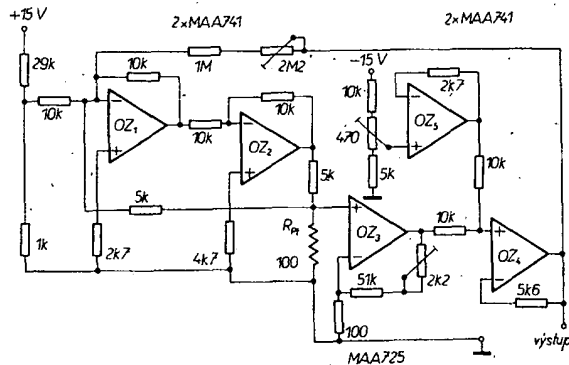 +15 V
2×MAA741
2×MAA741
29k
1M
2M2
10k
-15 V
2k7
10k
10k
10k
10k
OZ₁
OZ₂
470
OZ₅
5k
5k
10k
5k
1k
2k7
4k7
R_Pt
100
OZ₃
10k
OZ₄
51k
2k2
5k6
100
MAA725
výstup